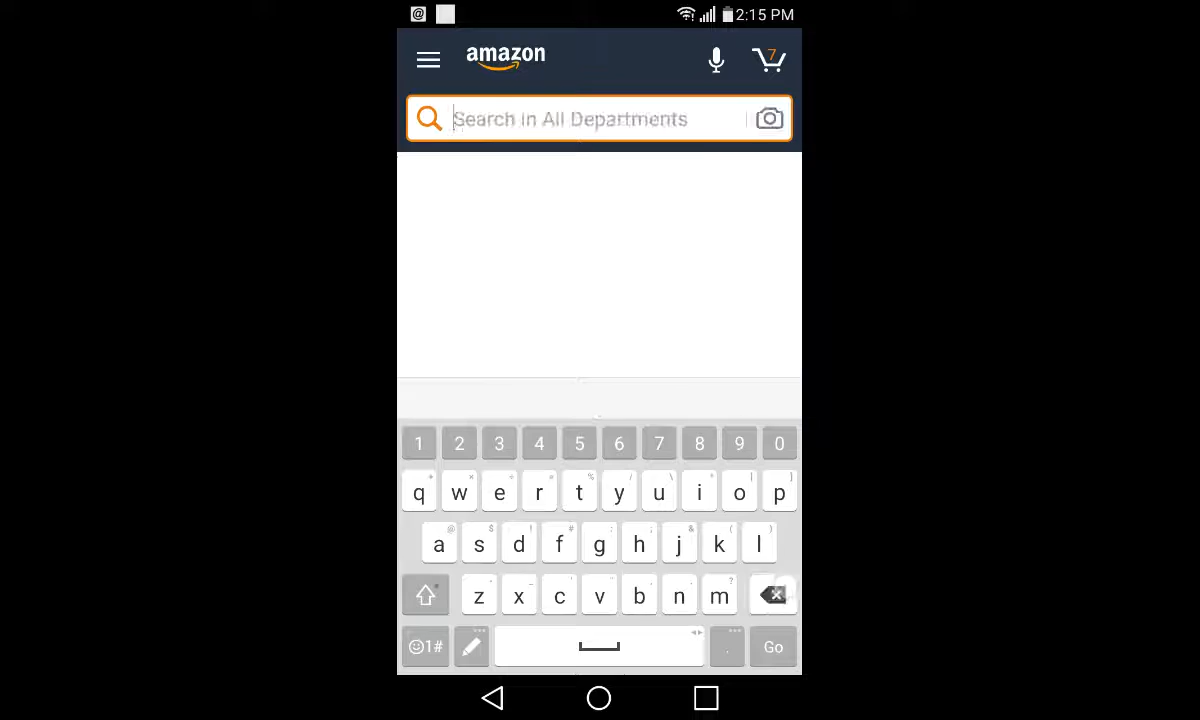 @ 2:15 PM
amazon 7
Search in All Departments
1 2 3 4 5 6 7 8 9 0
q w e r t y u i o p
a s d f g h j k l
z x c v b n m
1# . Go